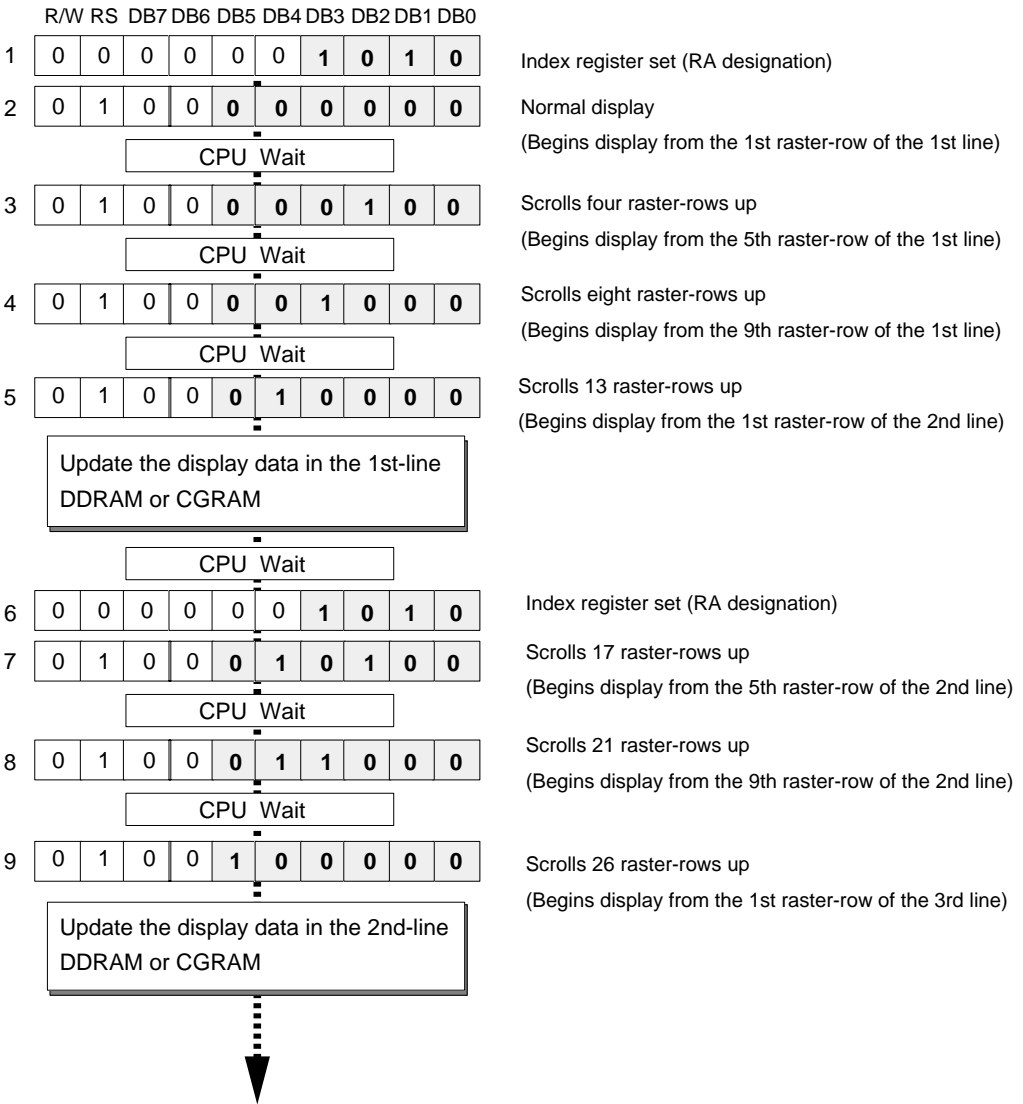 R/W RS DB7 DB6 DB5 DB4 DB3 DB2 DB1 DB0
1 0 0 0 0 0 0 1 0 1 0 Index register set (RA designation)
2 0 1 0 0 0 0 0 0 0 0 Normal display
(Begins display from the 1st raster-row of the 1st line)
CPU Wait
3 0 1 0 0 0 0 0 1 0 0 Scrolls four raster-rows up
(Begins display from the 5th raster-row of the 1st line)
CPU Wait
4 0 1 0 0 0 0 1 0 0 0 Scrolls eight raster-rows up
(Begins display from the 9th raster-row of the 1st line)
CPU Wait
5 0 1 0 0 0 1 0 0 0 0 Scrolls 13 raster-rows up
(Begins display from the 1st raster-row of the 2nd line)
Update the display data in the 1st-line
DDRAM or CGRAM
CPU Wait
6 0 0 0 0 0 0 1 0 1 0 Index register set (RA designation)
7 0 1 0 0 0 1 0 1 0 0 Scrolls 17 raster-rows up
(Begins display from the 5th raster-row of the 2nd line)
CPU Wait
8 0 1 0 0 0 1 1 0 0 0 Scrolls 21 raster-rows up
(Begins display from the 9th raster-row of the 2nd line)
CPU Wait
9 0 1 0 0 1 0 0 0 0 0 Scrolls 26 raster-rows up
(Begins display from the 1st raster-row of the 3rd line)
Update the display data in the 2nd-line
DDRAM or CGRAM